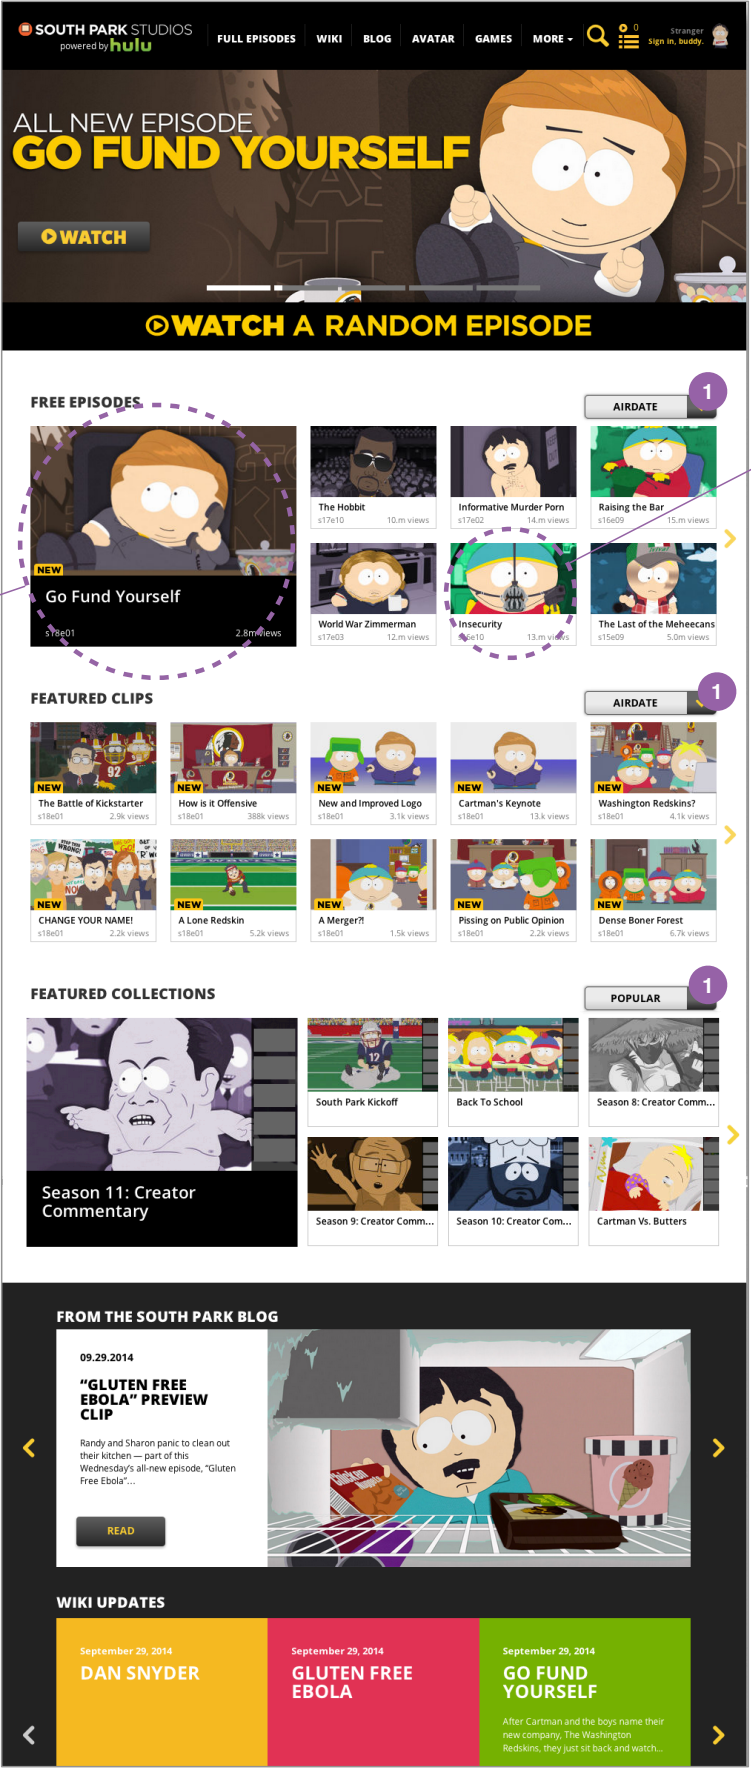 SOUTH PARK STUDIOS
powered by hulu
FULL EPISODES
WIKI
BLOG
AVATAR
GAMES
MORE
0
Stranger
Sign in, buddy.
ALL NEW EPISODE
GO FUND YOURSELF
WATCH
WATCH A RANDOM EPISODE
FREE EPISODES
AIRDATE
1
NEW
Go Fund Yourself
s18e01 2.8m views
The Hobbit
s17e10 10.m views
Informative Murder Porn
s17e02 14.m views
Raising the Bar
s16e09 15.m views
World War Zimmerman
s17e03 12.m views
Insecurity
s16e10 13.m views
The Last of the Meheecans
s15e09 5.0m views
FEATURED CLIPS
AIRDATE
1
NEW
The Battle of Kickstarter
s18e01 2.9k views
NEW
How is it Offensive
s18e01 388k views
NEW
New and Improved Logo
s18e01 3.1k views
NEW
Cartman's Keynote
s18e01 13.k views
NEW
Washington Redskins?
s18e01 4.1k views
NEW
CHANGE YOUR NAME!
s18e01 2.2k views
NEW
A Lone Redskin
s18e01 5.2k views
NEW
A Merger?!
s18e01 1.5k views
NEW
Pissing on Public Opinion
s18e01 2.2k views
NEW
Dense Boner Forest
s18e01 6.7k views
FEATURED COLLECTIONS
POPULAR
1
Season 11: Creator
Commentary
South Park Kickoff
Back To School
Season 8: Creator Comm...
Season 9: Creator Comm...
Season 10: Creator Com...
Cartman Vs. Butters
FROM THE SOUTH PARK BLOG
09.29.2014
“GLUTEN FREE
EBOLA” PREVIEW
CLIP
Randy and Sharon panic to clean out
their kitchen — part of this
Wednesday’s all-new episode, “Gluten
Free Ebola”...
READ
WIKI UPDATES
September 29, 2014
DAN SNYDER
September 29, 2014
GLUTEN FREE
EBOLA
September 29, 2014
GO FUND
YOURSELF
After Cartman and the boys name their
new company, The Washington
Redskins, they just sit back and watch...